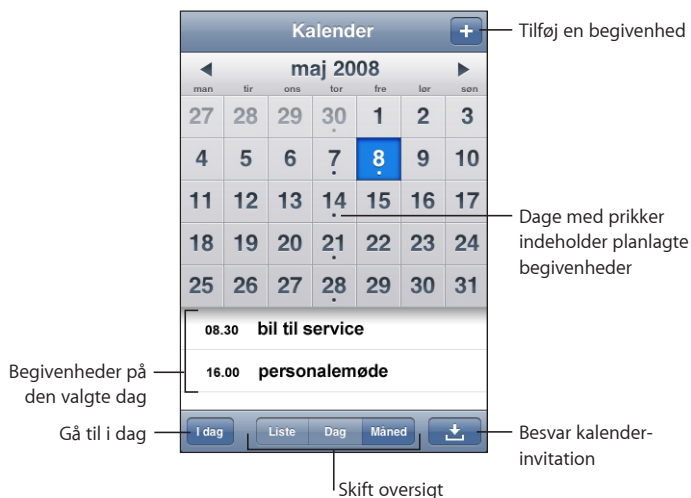 Kalender
+
Tilføj en begivenhed
maj 2008
man tir ons tor fre lør søn
27 28 29 30 1 2 3
4 5 6 7 8 9 10
11 12 13 14 15 16 17
Dage med prikker
indeholder planlagte
begivenheder
18 19 20 21 22 23 24
25 26 27 28 29 30 31
08.30 bil til service
16.00 personalemøde
Begivenheder på
den valgte dag
Gå til i dag
I dag Liste Dag Måned
Besvar kalender-
invitation
Skift oversigt